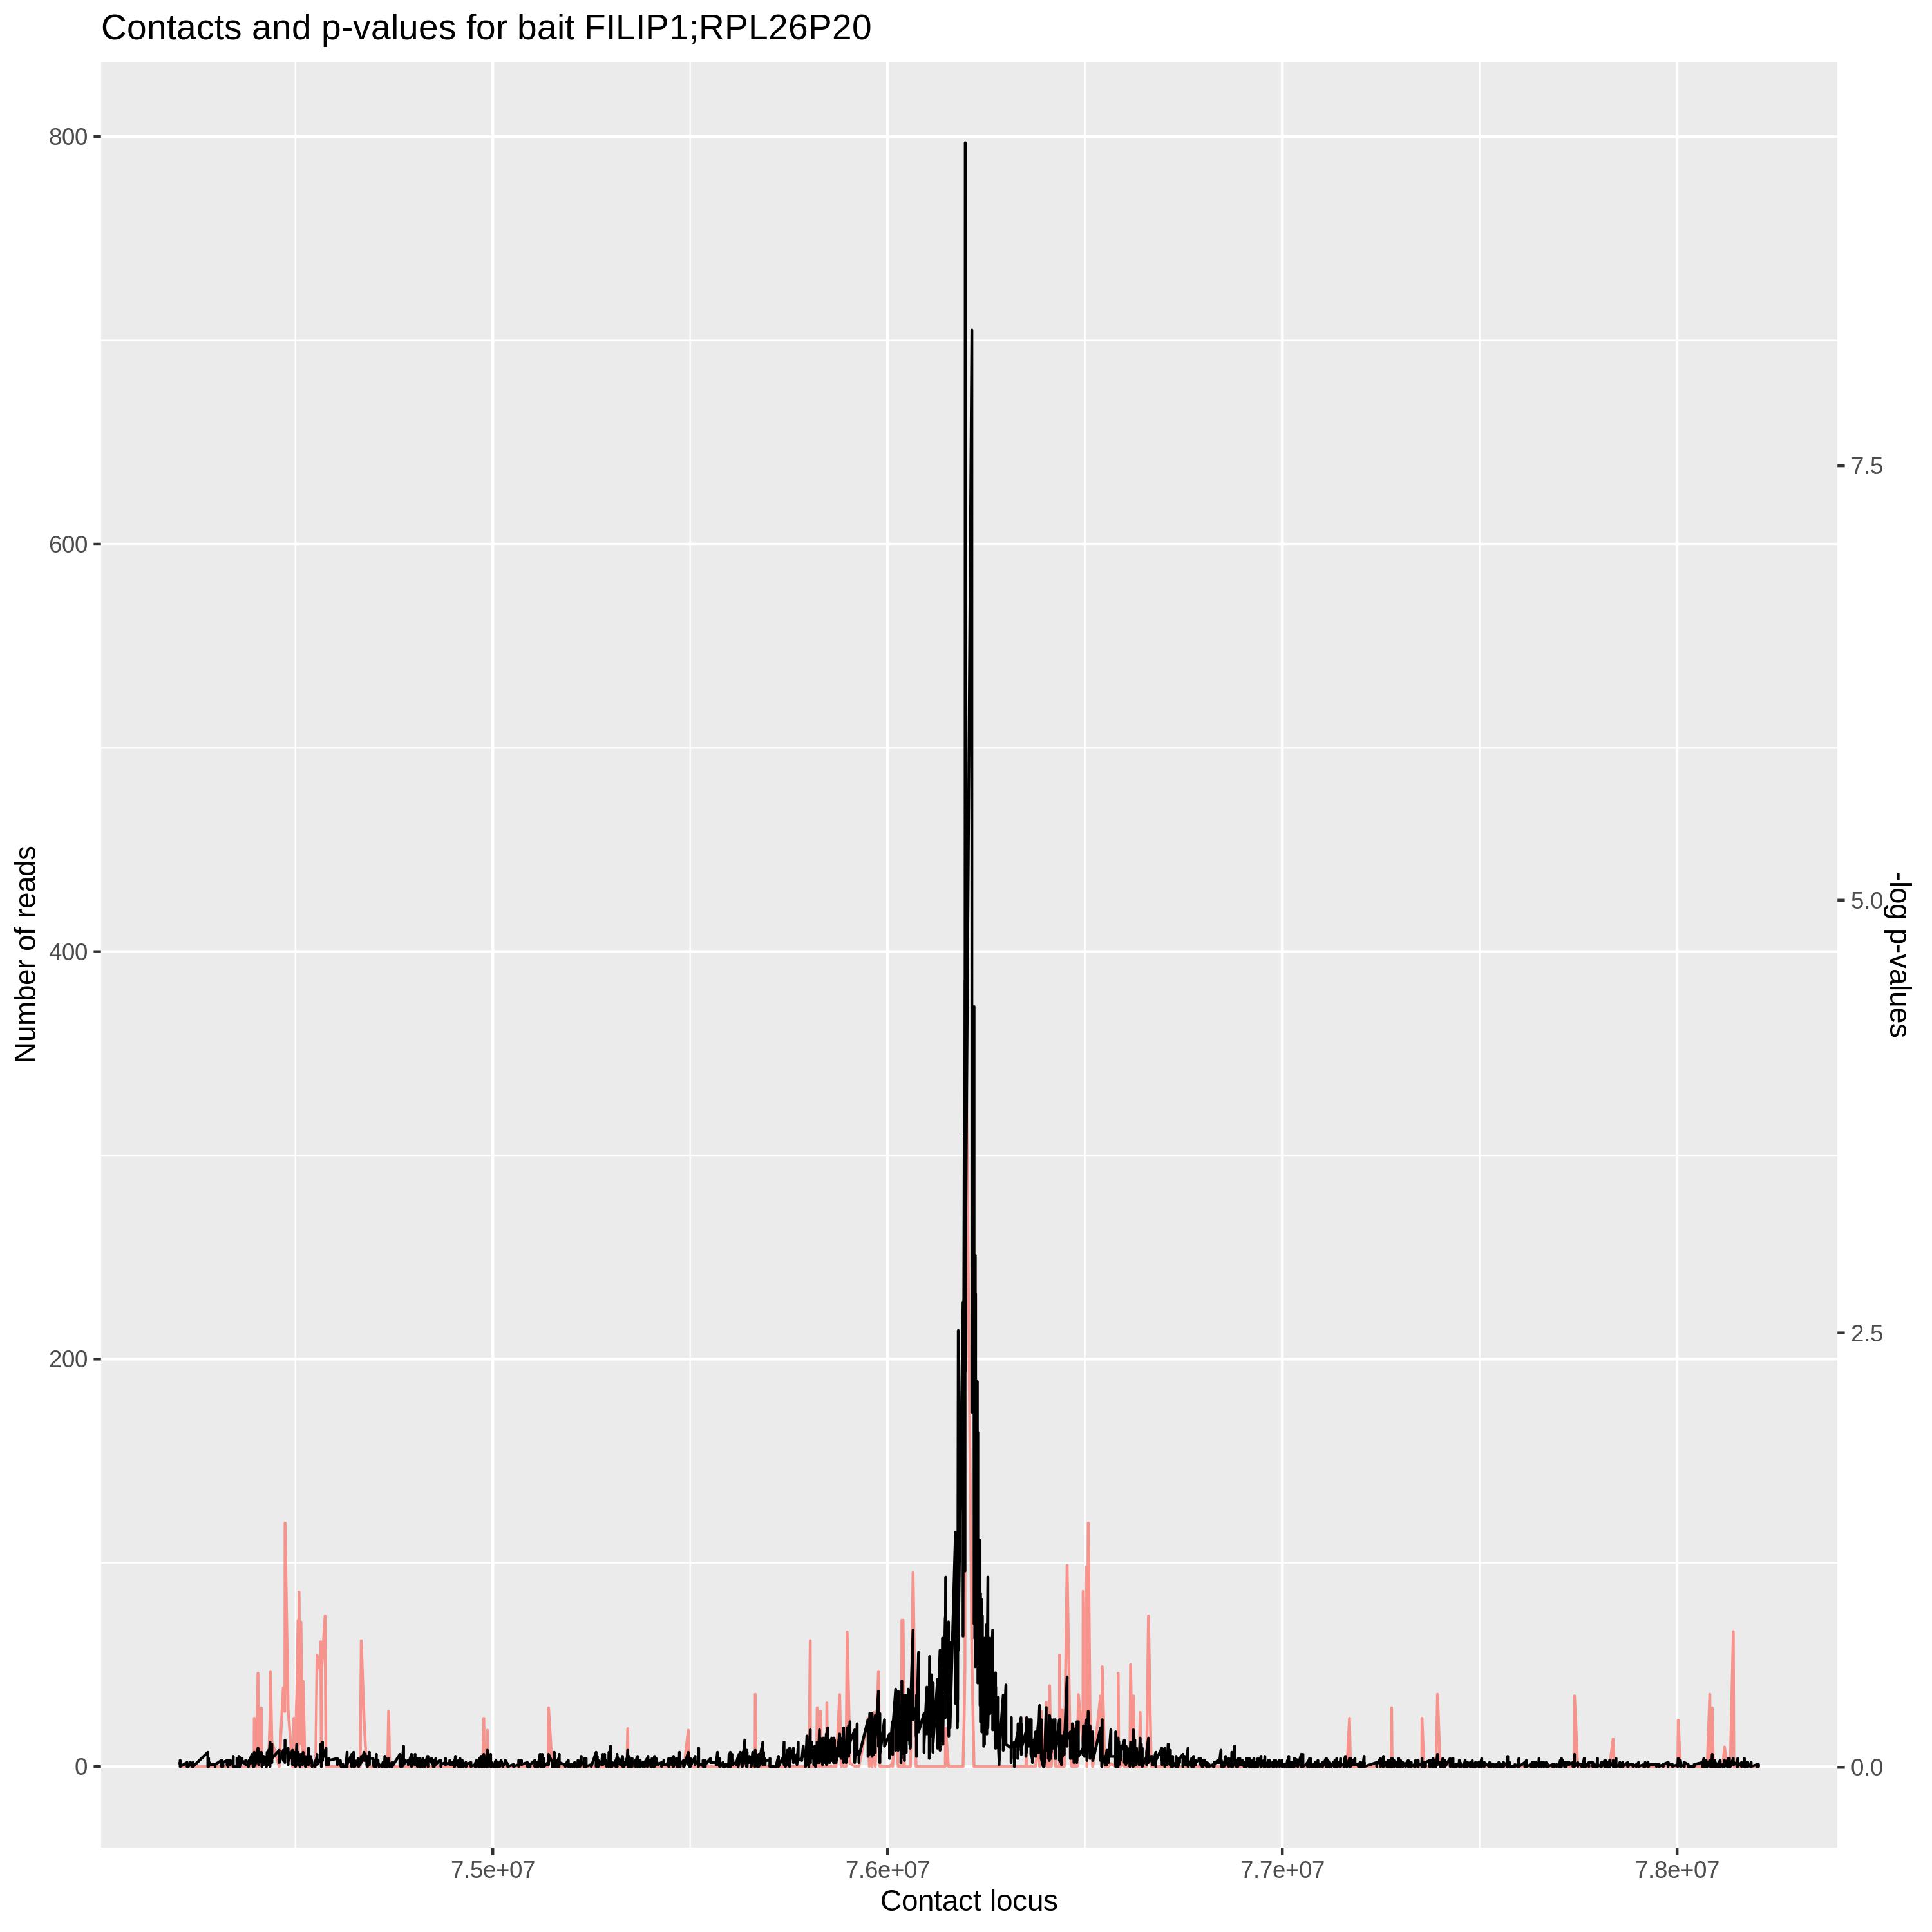 Contacts and p-values for bait FILIP1;RPL26P20
800
600
400
200
0
Number of reads
7.5
5.0
2.5
0.0
-log p-values
7.5e+07 7.6e+07 7.7e+07 7.8e+07
Contact locus